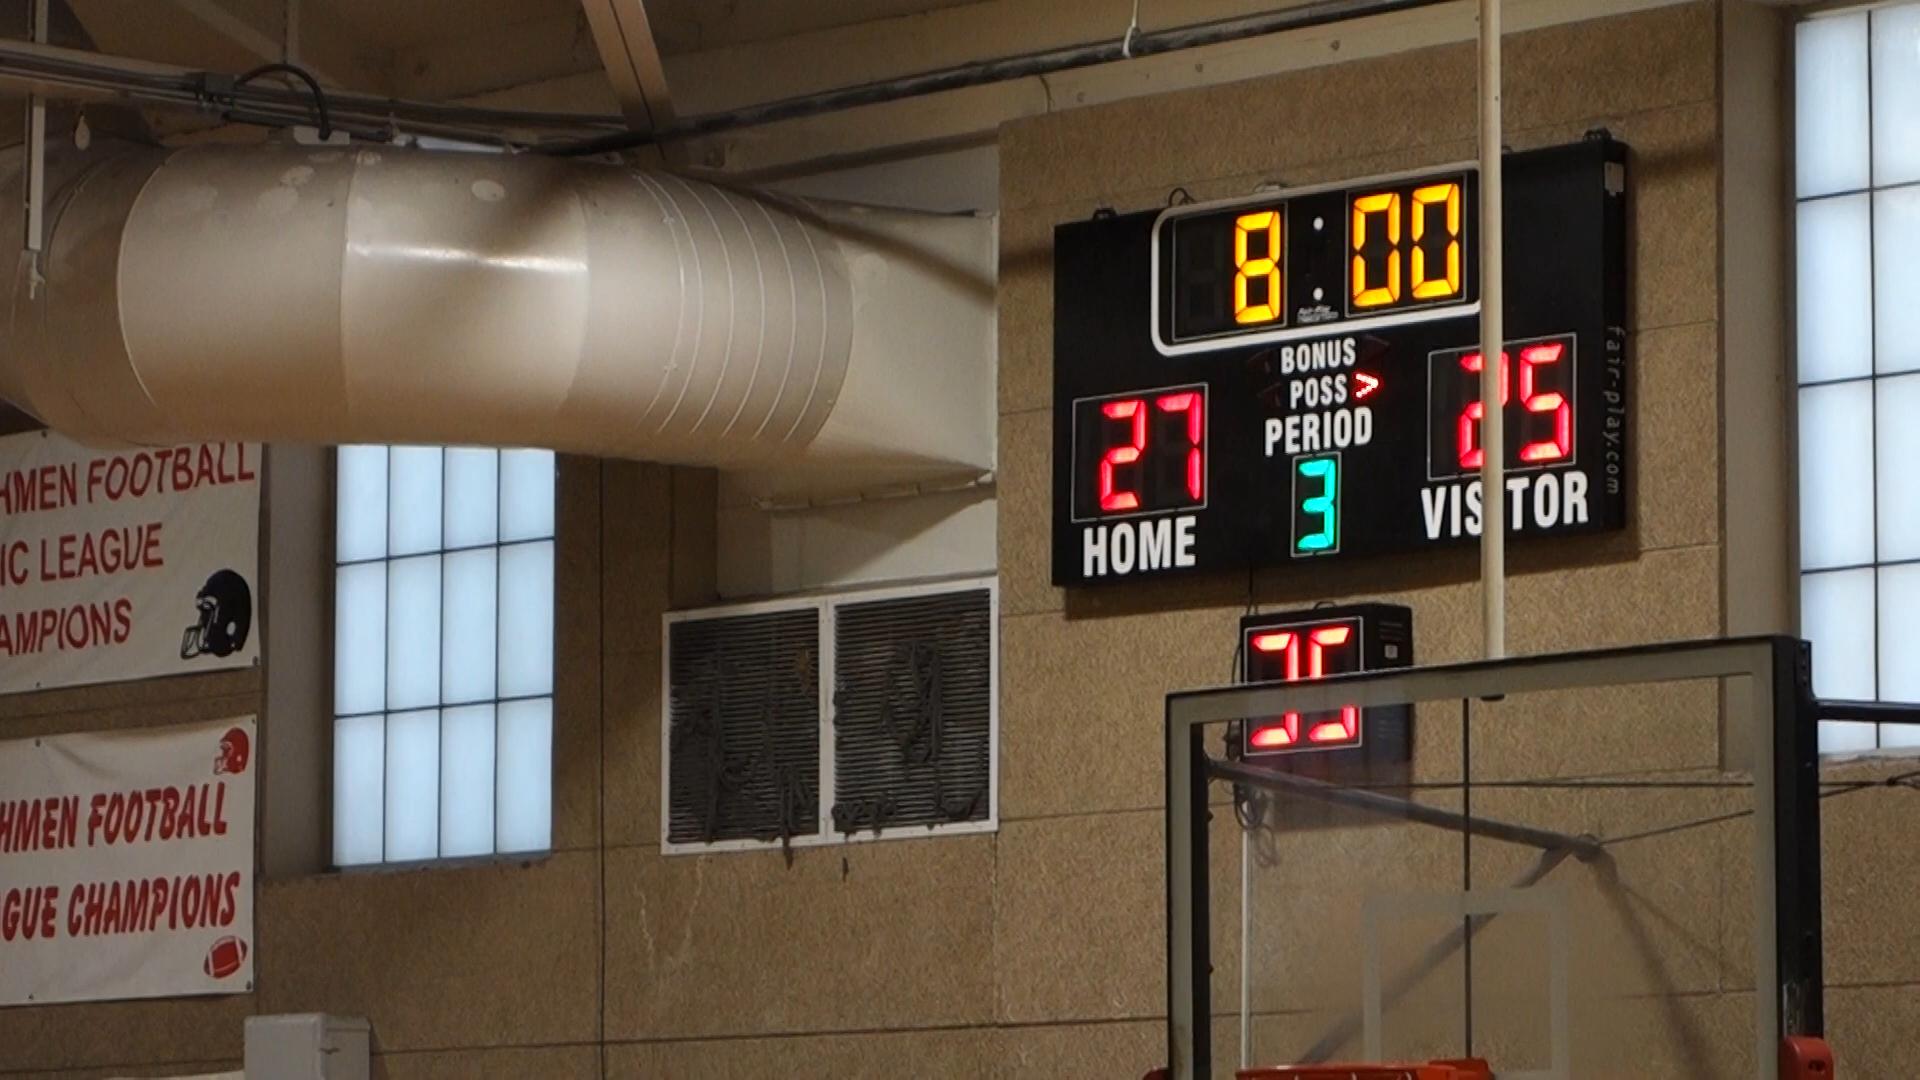 HMEN FOOTBALL
IC LEAGUE
AMPIONS
HMEN FOOTBALL
GUE CHAMPIONS
8:00
BONUS
POSS >
PERIOD
3
27
HOME
25
VISITOR
fair-play.com
35